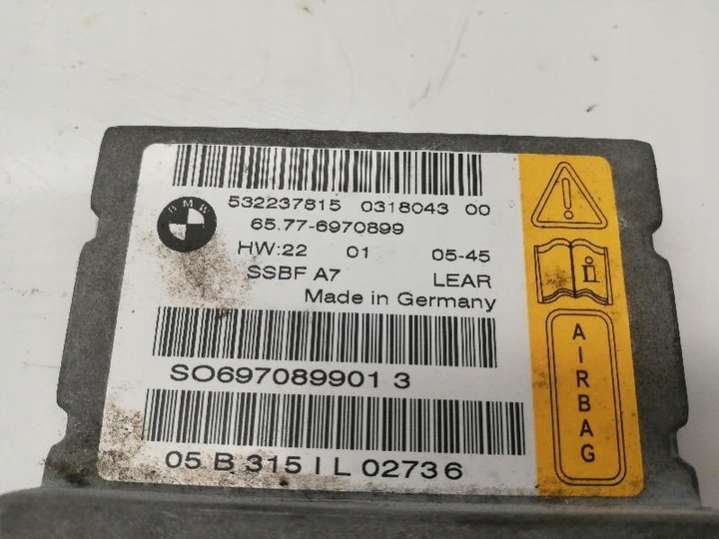 BMW
532237815 0318043 00
65.77-6970899
HW:22 01 05-45
SSBF A7 LEAR
Made in Germany
SO697089901 3
05 B 315 I L 02736
AIRBAG